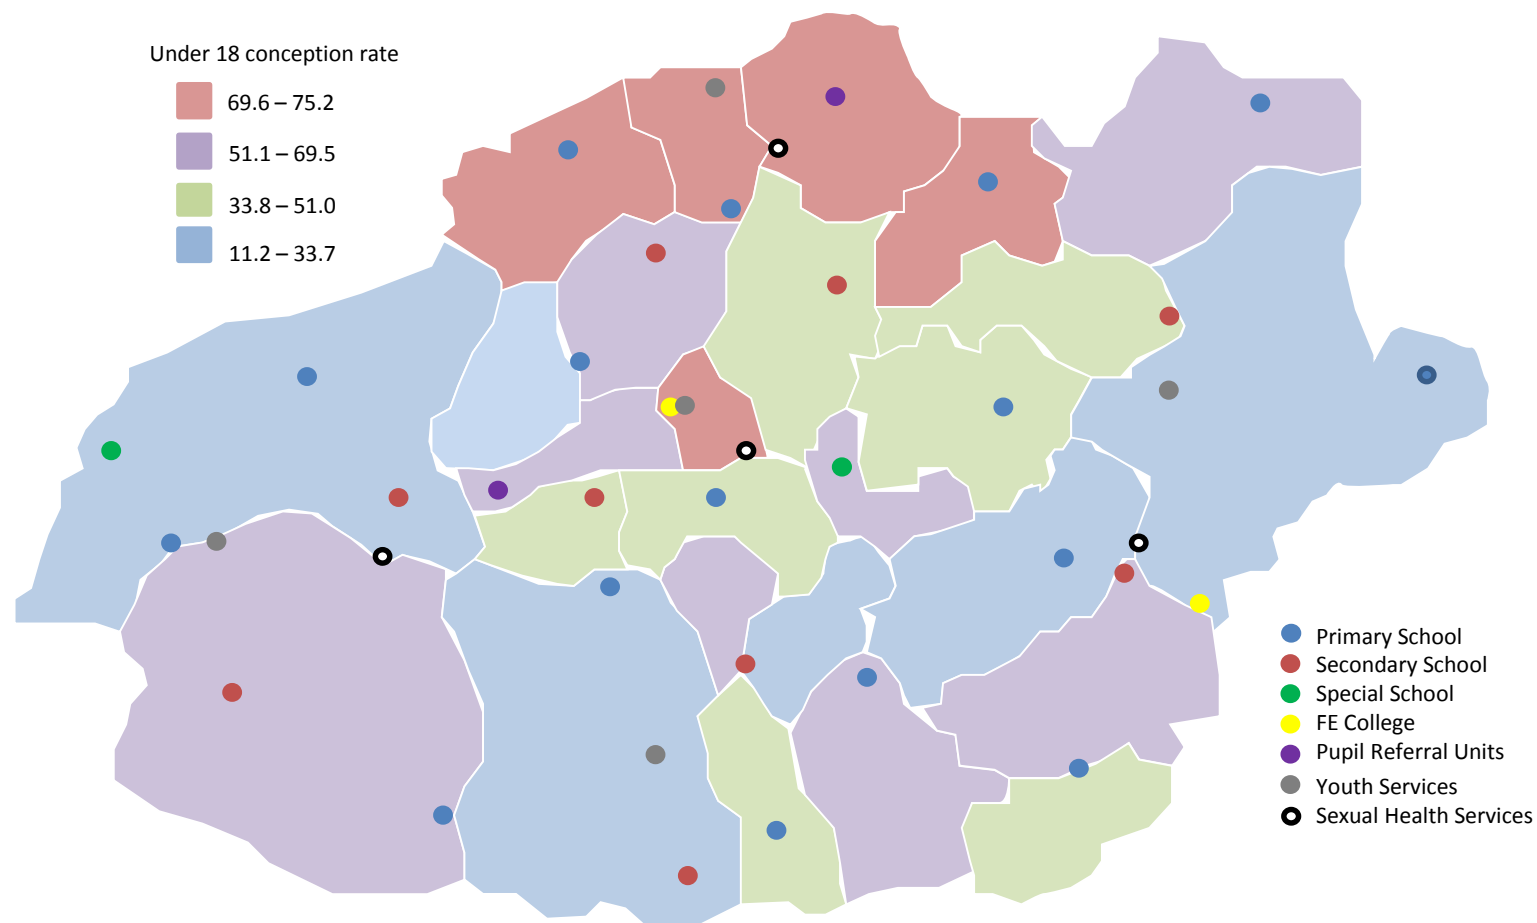 Under 18 conception rate
69.6 – 75.2
51.1 – 69.5
33.8 – 51.0
11.2 – 33.7
Primary School
Secondary School
Special School
FE College
Pupil Referral Units
Youth Services
Sexual Health Services